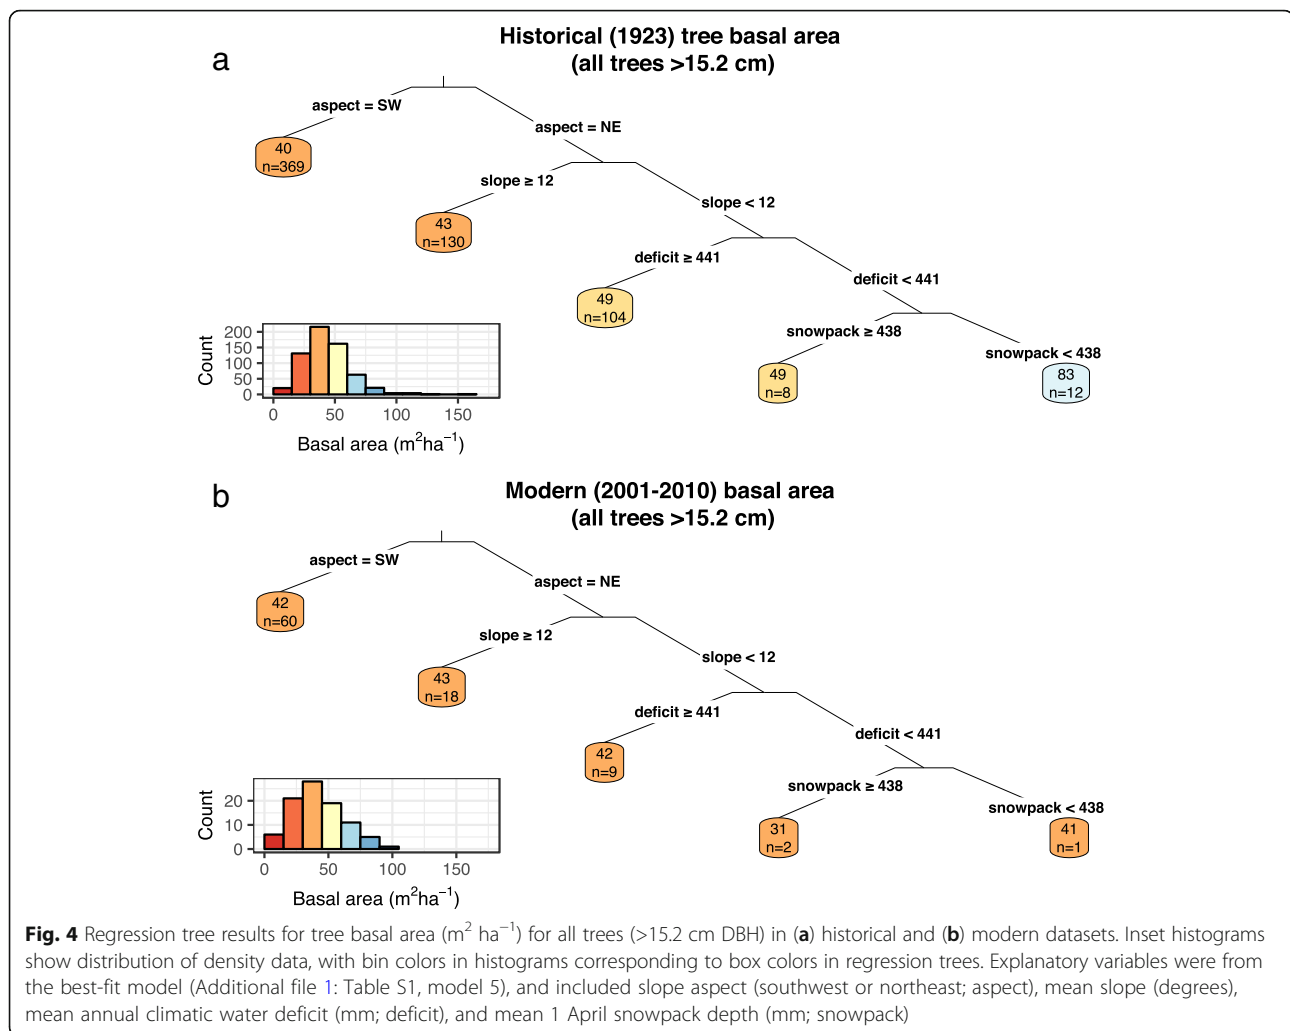 a
Historical (1923) tree basal area
(all trees >15.2 cm)
aspect = SW
aspect = NE
40
n=369
slope ≥ 12
slope < 12
43
n=130
deficit ≥ 441
deficit < 441
49
n=104
snowpack ≥ 438
snowpack < 438
49
n=8
83
n=12
Count
200
150
100
50
0
0 50 100 150
Basal area (m²ha⁻¹)
b
Modern (2001-2010) basal area
(all trees >15.2 cm)
aspect = SW
aspect = NE
42
n=60
slope ≥ 12
slope < 12
43
n=18
deficit ≥ 441
deficit < 441
42
n=9
snowpack ≥ 438
snowpack < 438
31
n=2
41
n=1
Count
20
10
0
0 50 100 150
Basal area (m²ha⁻¹)
Fig. 4 Regression tree results for tree basal area (m² ha⁻¹) for all trees (>15.2 cm DBH) in (a) historical and (b) modern datasets. Inset histograms
show distribution of density data, with bin colors in histograms corresponding to box colors in regression trees. Explanatory variables were from
the best-fit model (Additional file 1: Table S1, model 5), and included slope aspect (southwest or northeast; aspect), mean slope (degrees),
mean annual climatic water deficit (mm; deficit), and mean 1 April snowpack depth (mm; snowpack)